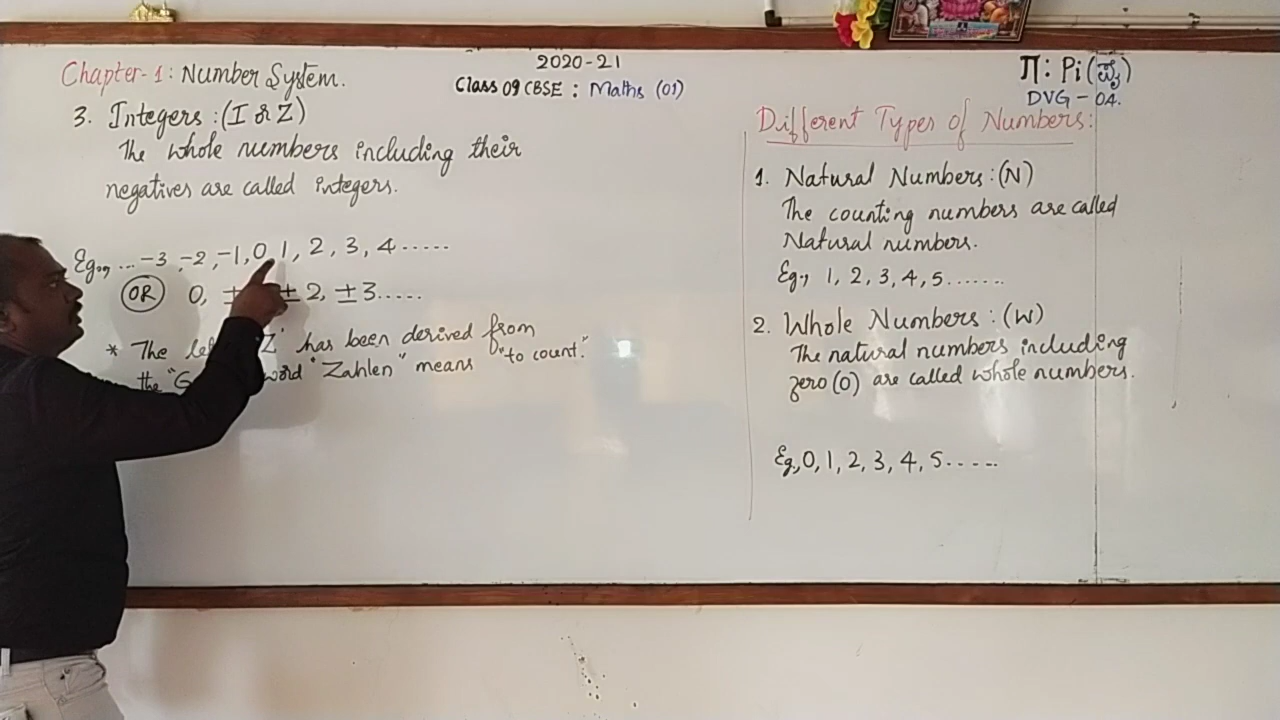 2020-21
Class 09 CBSE : Maths (01)
Π: Pi (ಪೈ)
DVG - 04.
Chapter-1: Number System.
3. Integers : (I or Z)
The whole numbers including their
negatives are called integers.
Eg., ... -3, -2, -1, 0, 1, 2, 3, 4 .....
OR 0, ± 2, ±3.....
* The Z' has been derived from
the "G word "Zahlen" means "to count."
Different Types of Numbers:
1. Natural Numbers : (N)
The counting numbers are called
Natural numbers.
Eg., 1, 2, 3, 4, 5.......
2. Whole Numbers : (W)
The natural numbers including
zero (0) are called whole numbers.
Eg., 0, 1, 2, 3, 4, 5.....